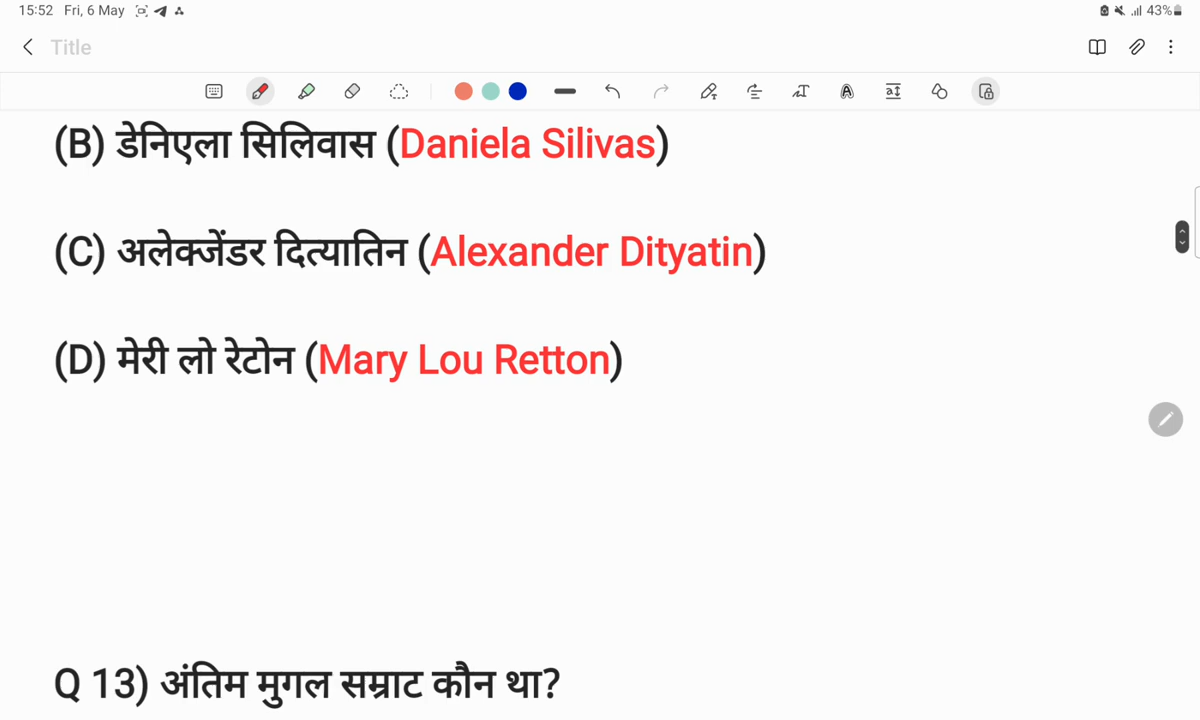 15:52 Fri, 6 May 43%
Title
(B) डेनिएला सिलिवास (Daniela Silivas)
(C) अलेक्जेंडर दित्यातिन (Alexander Dityatin)
(D) मेरी लो रेटोन (Mary Lou Retton)
Q 13) अंतिम मुगल सम्राट कौन था?